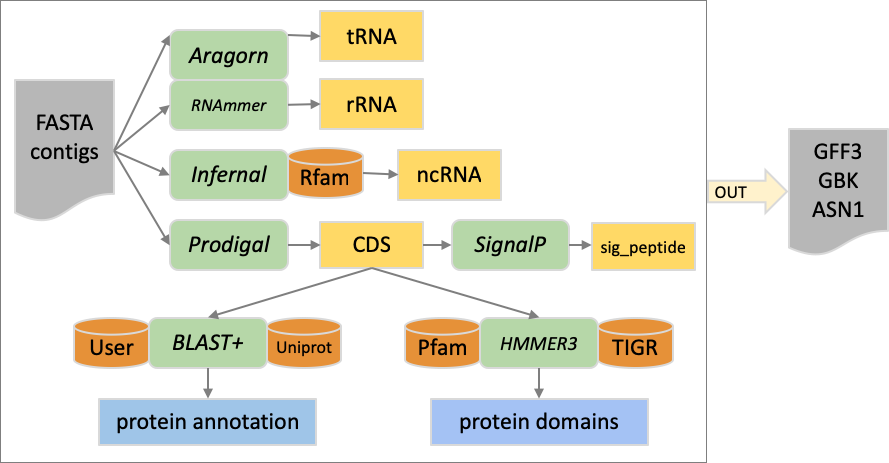 FASTA
contigs
Aragorn
tRNA
RNAmmer
rRNA
Infernal
Rfam
ncRNA
Prodigal
CDS
SignalP
sig_peptide
User
BLAST+
Uniprot
Pfam
HMMER3
TIGR
protein annotation
protein domains
OUT
GFF3
GBK
ASN1